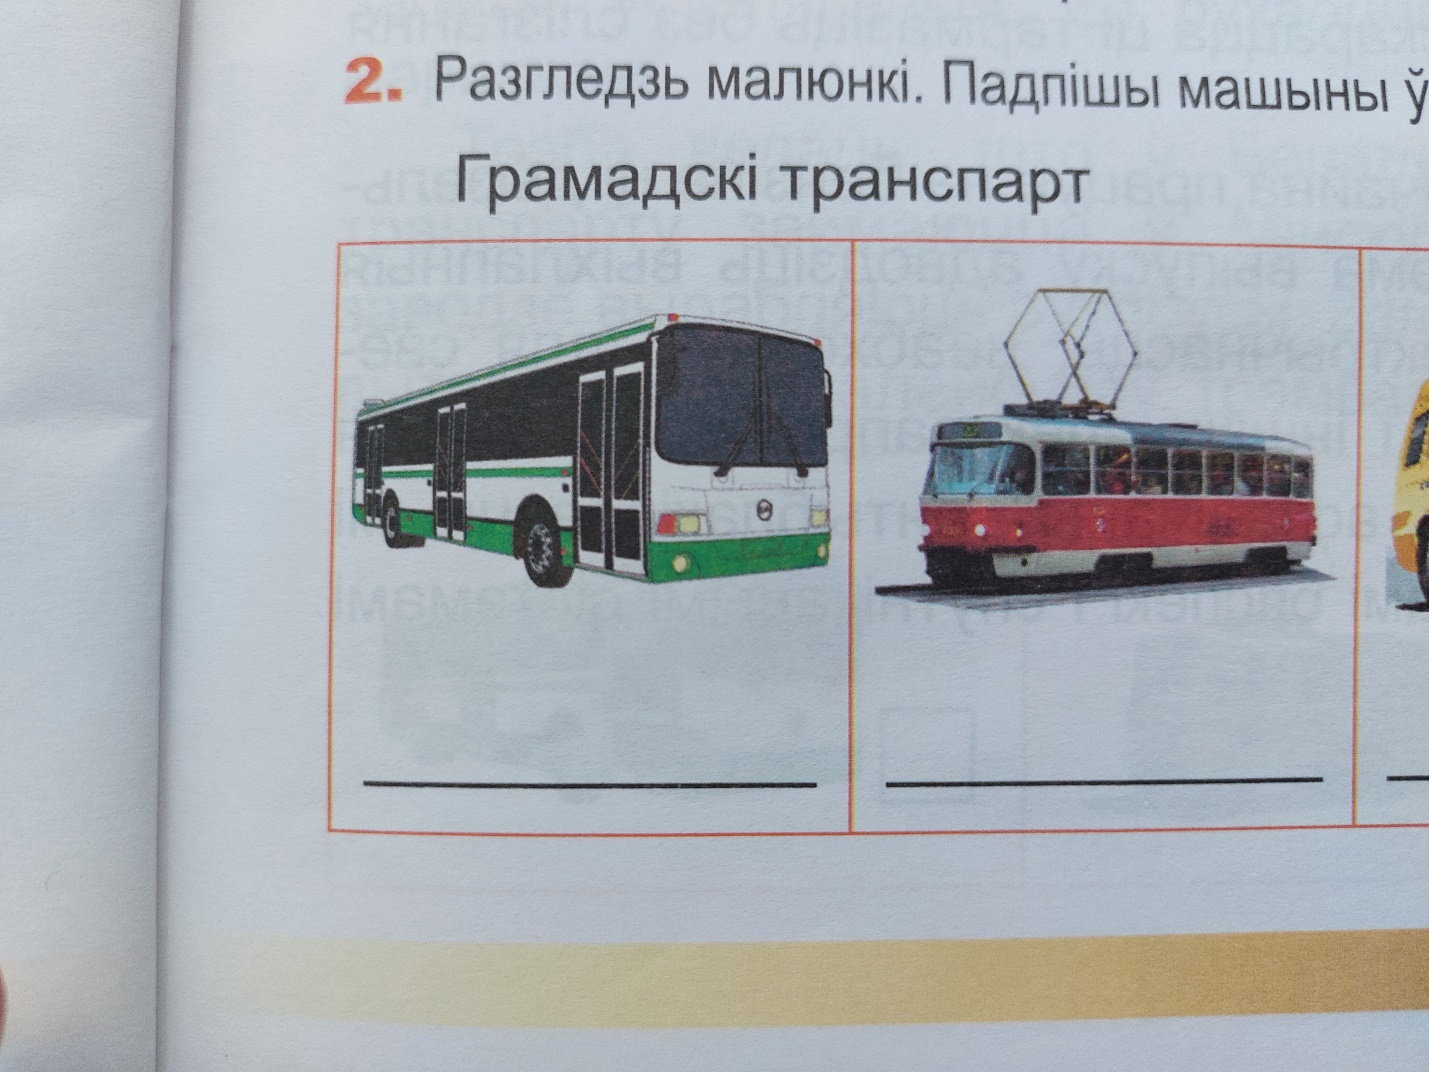 2. Разгледзь малюнкі. Падпішы машыны ў
Грамадскі транспарт